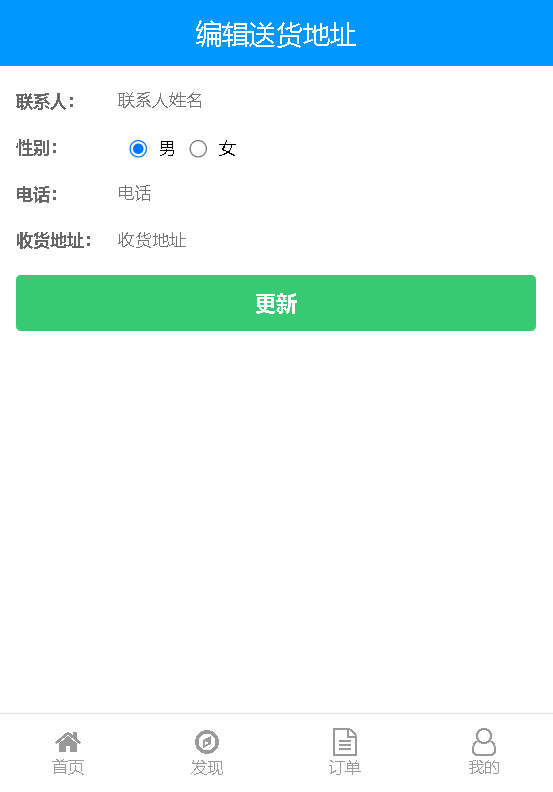 编辑送货地址
联系人： 联系人姓名
性别： 男 女
电话： 电话
收货地址： 收货地址
更新
首页 发现 订单 我的